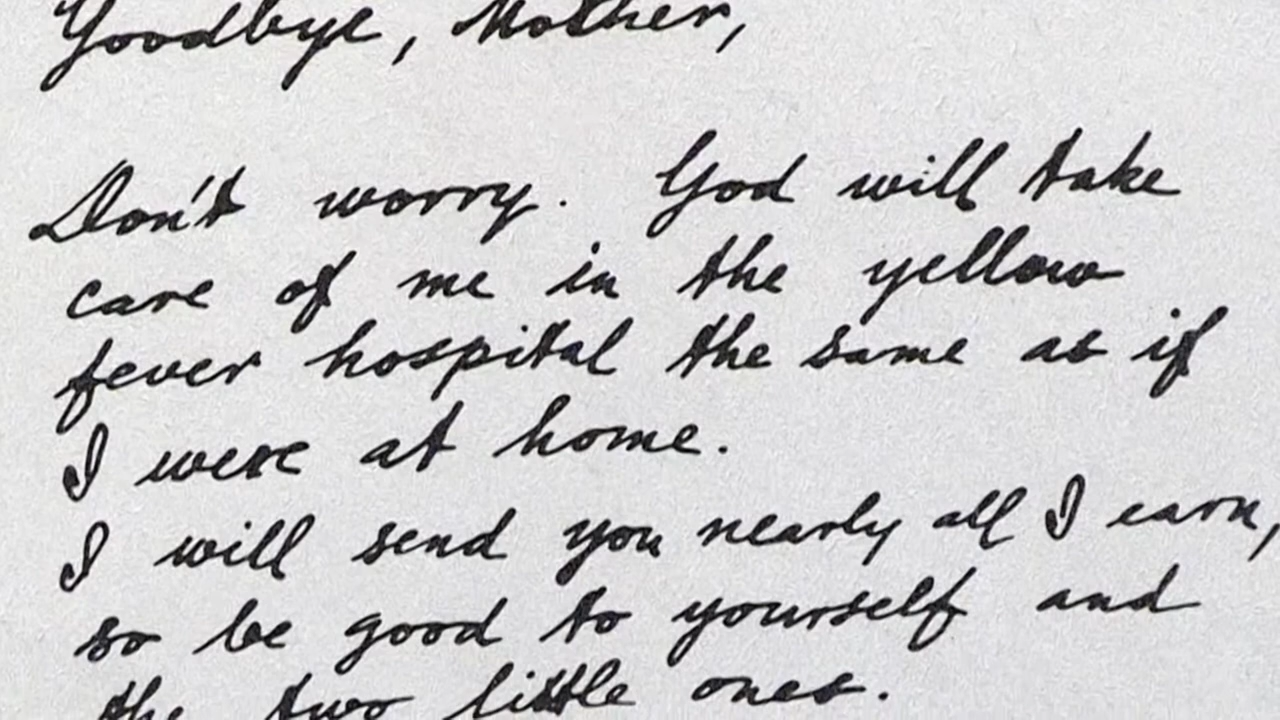 Goodbye, Mother,
Don't worry. God will take
care of me in the yellow
fever hospital the same as if
I were at home.
I will send you nearly all I earn,
so be good to yourself and
the two little ones.